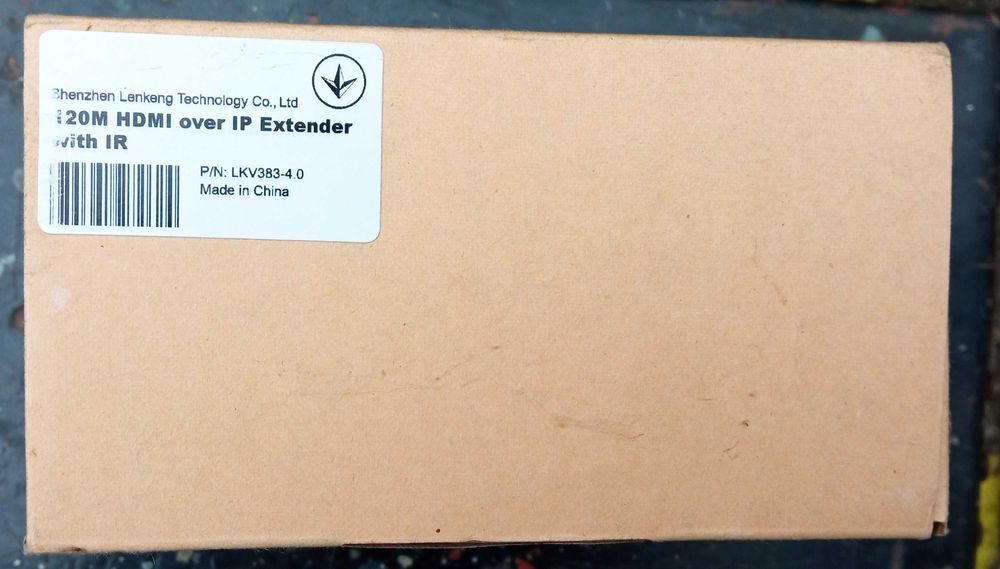 Shenzhen Lenkeng Technology Co., Ltd
120M HDMI over IP Extender
with IR
P/N: LKV383-4.0
Made in China